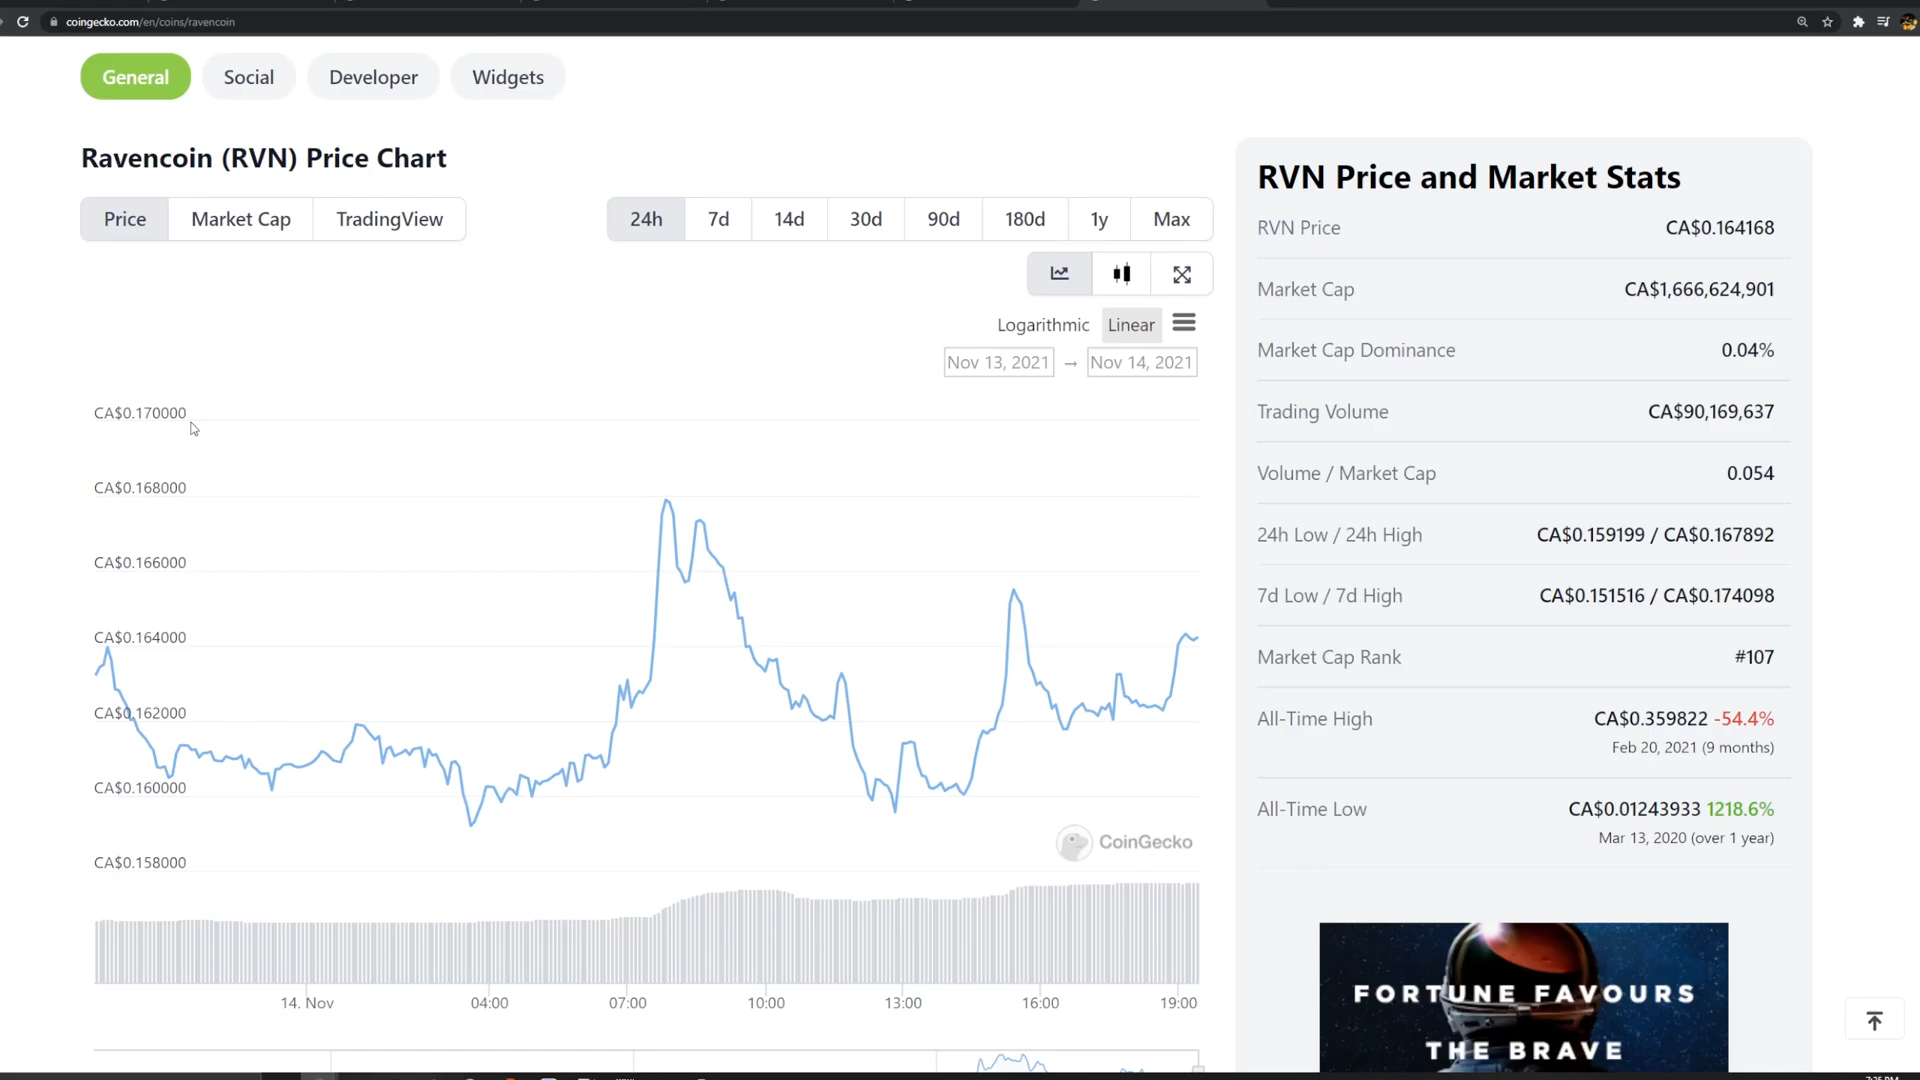 coingecko.com/en/coins/ravencoin
General Social Developer Widgets
Ravencoin (RVN) Price Chart
Price Market Cap TradingView
24h 7d 14d 30d 90d 180d 1y Max
Logarithmic Linear
Nov 13, 2021 → Nov 14, 2021
CA$0.170000
CA$0.168000
CA$0.166000
CA$0.164000
CA$0.162000
CA$0.160000
CA$0.158000
CoinGecko
14. Nov 04:00 07:00 10:00 13:00 16:00 19:00
RVN Price and Market Stats
RVN Price CA$0.164168
Market Cap CA$1,666,624,901
Market Cap Dominance 0.04%
Trading Volume CA$90,169,637
Volume / Market Cap 0.054
24h Low / 24h High CA$0.159199 / CA$0.167892
7d Low / 7d High CA$0.151516 / CA$0.174098
Market Cap Rank #107
All-Time High CA$0.359822 -54.4%
Feb 20, 2021 (9 months)
All-Time Low CA$0.01243933 1218.6%
Mar 13, 2020 (over 1 year)
FORTUNE FAVOURS
THE BRAVE